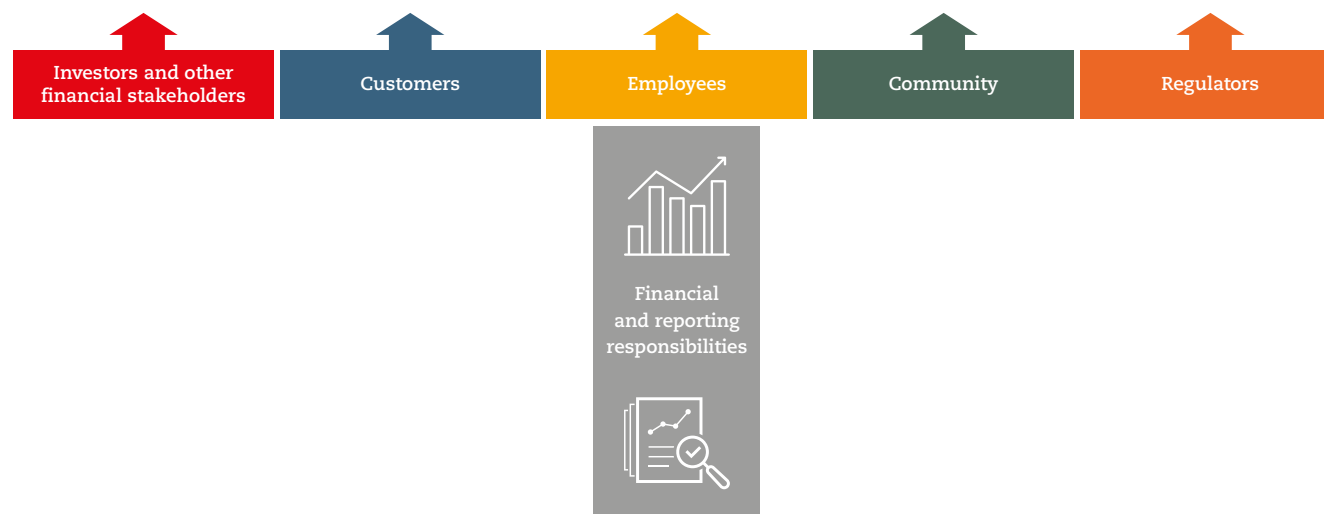 Investors and other
financial stakeholders
Customers
Employees
Community
Regulators
Financial
and reporting
responsibilities